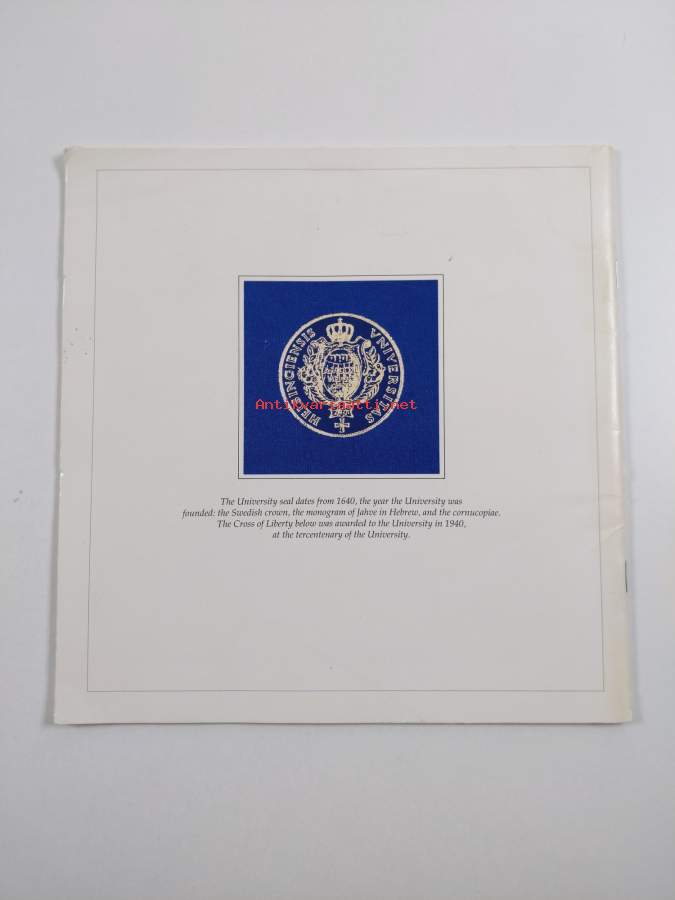 HELSINGIENSIS UNIVERSITAS
Antikvariaatti.net
The University seal dates from 1640, the year the University was
founded: the Swedish crown, the monogram of Jahve in Hebrew, and the cornucopiae.
The Cross of Liberty below was awarded to the University in 1940,
at the tercentenary of the University.